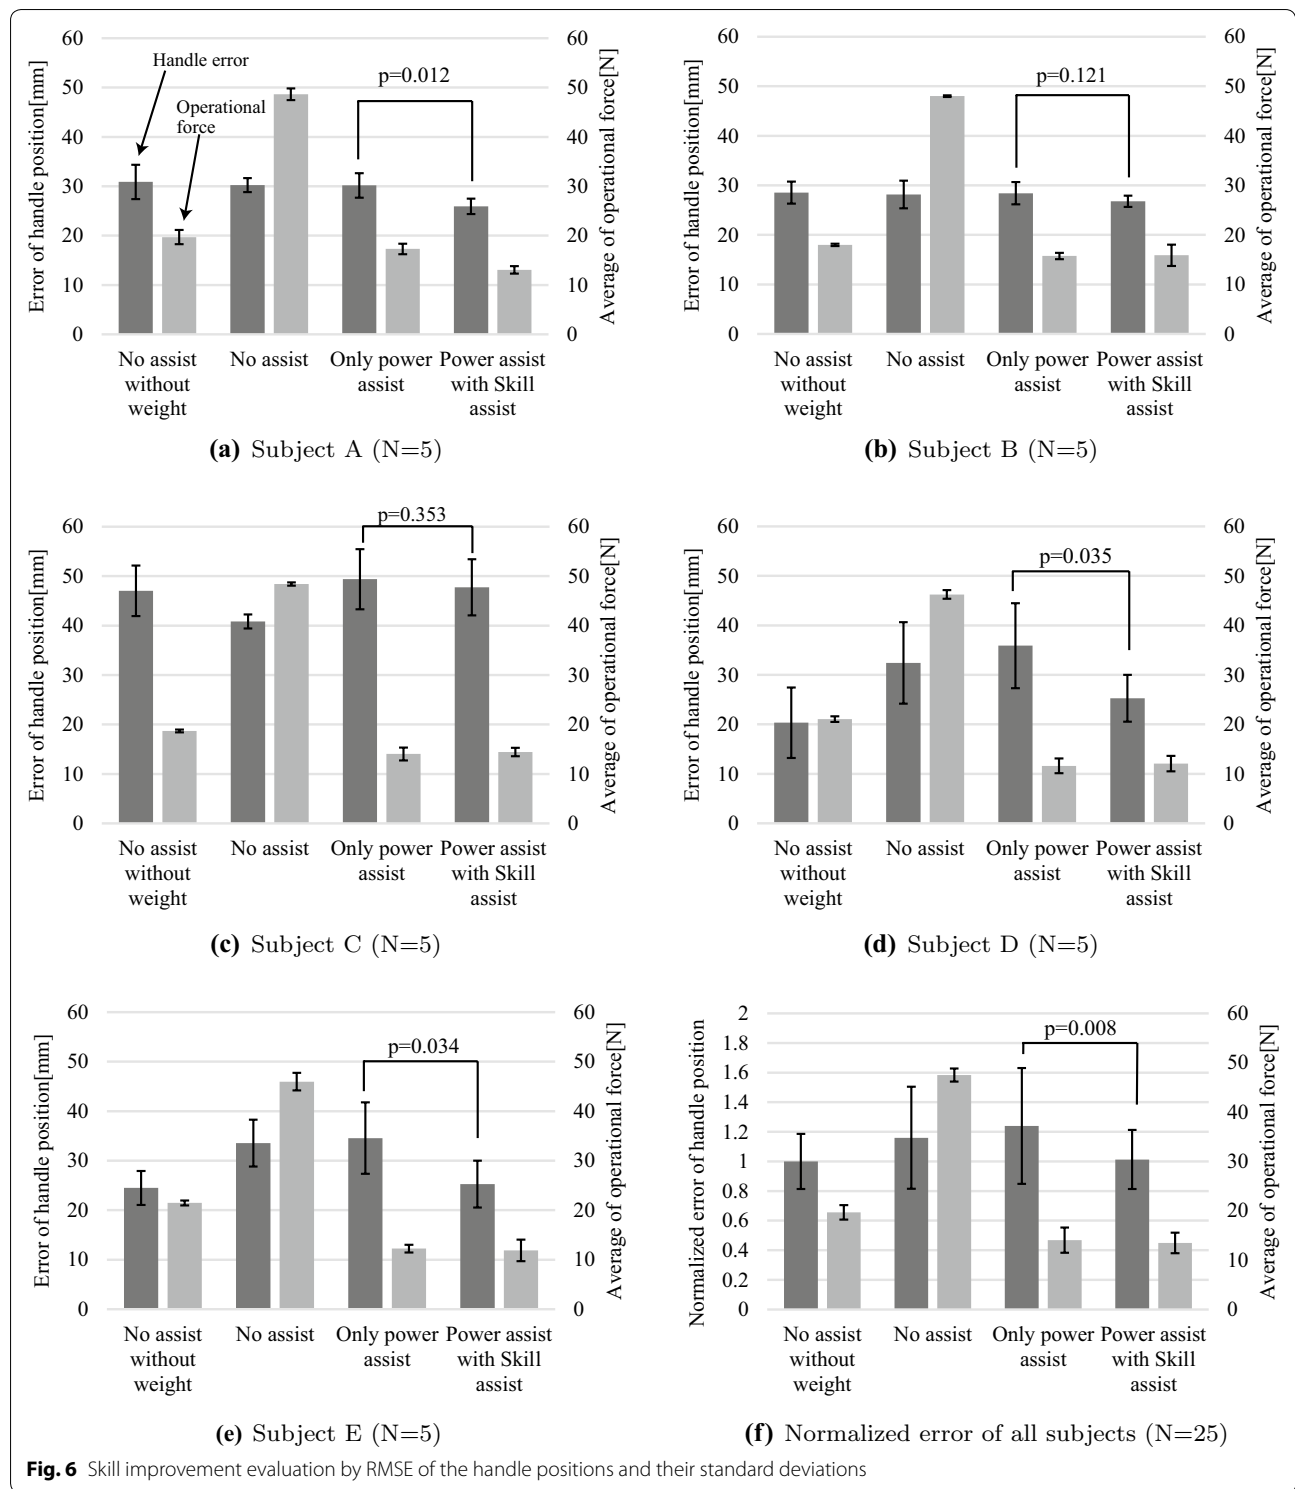 Error of handle position[mm]
60
50
40
30
20
10
0
Handle error
Operational
force
p=0.012
60
50
40
30
20
10
0
Average of operational force[N]
No assist
without
weight
No assist
Only power
assist
Power assist
with Skill
assist
(a) Subject A (N=5)
Error of handle position[mm]
60
50
40
30
20
10
0
p=0.121
60
50
40
30
20
10
0
Average of operational force[N]
No assist
without
weight
No assist
Only power
assist
Power assist
with Skill
assist
(b) Subject B (N=5)
Error of handle position[mm]
60
50
40
30
20
10
0
p=0.353
60
50
40
30
20
10
0
Average of operational force[N]
No assist
without
weight
No assist
Only power
assist
Power assist
with Skill
assist
(c) Subject C (N=5)
Error of handle position[mm]
60
50
40
30
20
10
0
p=0.035
60
50
40
30
20
10
0
Average of operational force[N]
No assist
without
weight
No assist
Only power
assist
Power assist
with Skill
assist
(d) Subject D (N=5)
Error of handle position[mm]
60
50
40
30
20
10
0
p=0.034
60
50
40
30
20
10
0
Average of operational force[N]
No assist
without
weight
No assist
Only power
assist
Power assist
with Skill
assist
(e) Subject E (N=5)
Normalized error of handle position
2
1.8
1.6
1.4
1.2
1
0.8
0.6
0.4
0.2
0
p=0.008
60
50
40
30
20
10
0
Average of operational force[N]
No assist
without
weight
No assist
Only power
assist
Power assist
with Skill
assist
(f) Normalized error of all subjects (N=25)
Fig. 6 Skill improvement evaluation by RMSE of the handle positions and their standard deviations